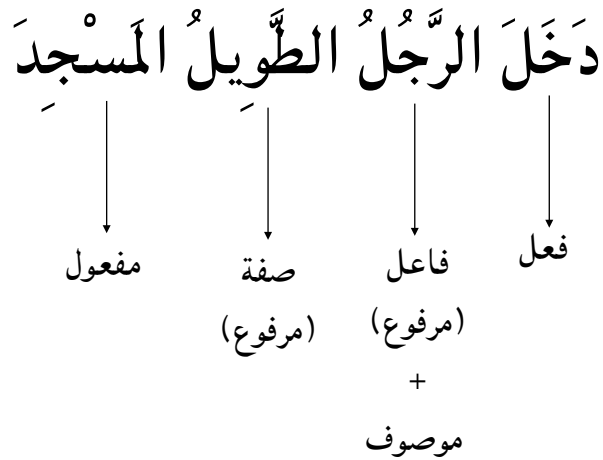 دَخَلَ الرَّجُلُ الطَّوِيلُ المَسْجِدَ
فعل
فاعل
(مرفوع)
+
موصوف
صفة
(مرفوع)
مفعول